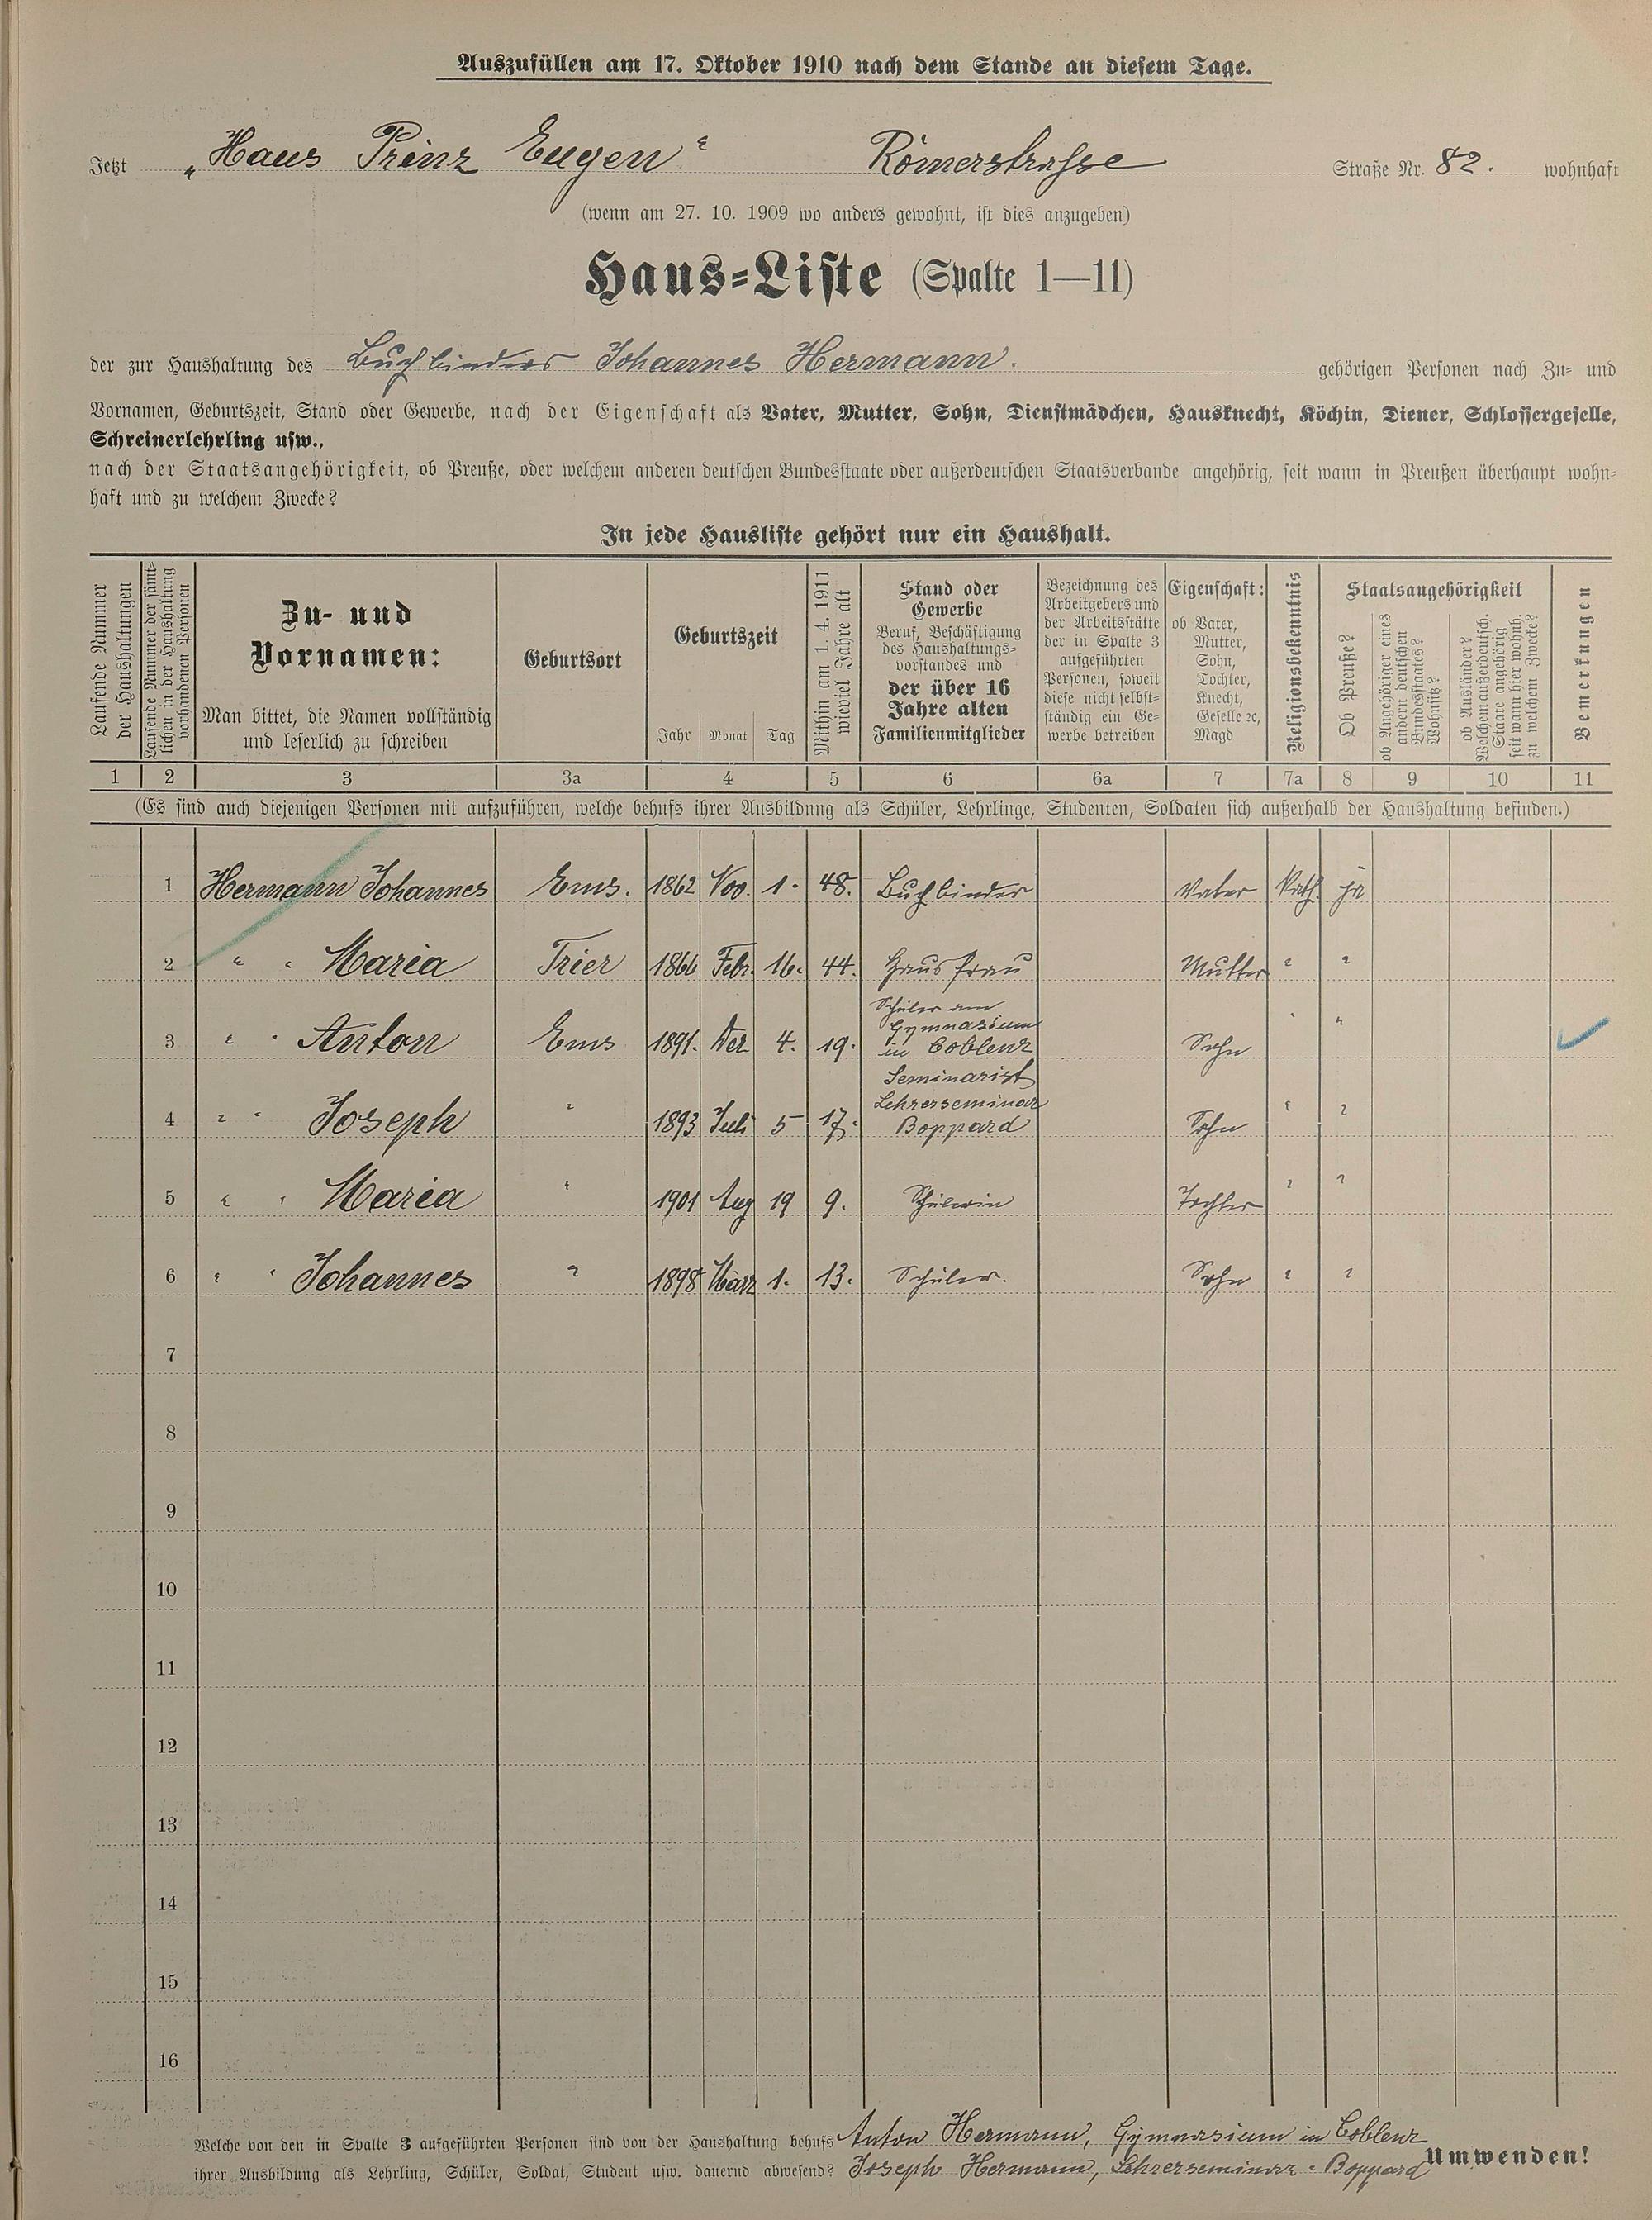 Auszufüllen am 17. Oktober 1910 nach dem Stande an diesem Tage.
Jetzt „Haus Prinz Eugen“ Römerstrasse Straße Nr. 82. wohnhaft
(wenn am 27. 10. 1909 wo anders gewohnt, ist dies anzugeben)
Haus-Liste (Spalte 1—11)
der zur Haushaltung des Buchbinders Johannes Hermann. gehörigen Personen nach Zu- und
Vornamen, Geburtszeit, Stand oder Gewerbe, nach der Eigenschaft als Vater, Mutter, Sohn, Dienstmädchen, Hausknecht, Köchin, Diener, Schlossergeselle,
Schreinerlehrling usw.,
nach der Staatsangehörigkeit, ob Preuße, oder welchem anderen deutschen Bundesstaate oder außerdeutschen Staatsverbande angehörig, seit wann in Preußen überhaupt wohn-
haft und zu welchem Zwecke?
In jede Hausliste gehört nur ein Haushalt.
Laufende Nummer
der Haushaltungen
Laufende Nummer der sämt-
lichen in der Haushaltung
vorhandenen Personen
Zu- und
Vornamen:
Man bittet, die Namen vollständig
und leserlich zu schreiben
Geburtsort
Geburtszeit
Jahr Monat Tag
Mithin am 1. 4. 1911
wieviel Jahre alt
Stand oder
Gewerbe
Beruf, Beschäftigung
des Haushaltungs-
vorstandes und
der über 16
Jahre alten
Familienmitglieder
Bezeichnung des
Arbeitgebers und
der Arbeitsstätte
der in Spalte 3
aufgeführten
Personen, soweit
diese nicht selbst-
ständig ein Ge-
werbe betreiben
Eigenschaft:
ob Vater,
Mutter,
Sohn,
Tochter,
Knecht,
Geselle ꝛc,
Magd
Religionsbekenntnis
Staatsangehörigkeit
Ob Preuße?
ob Angehöriger eines
andern deutschen
Bundesstaates?
Wohnsitz?
ob Ausländer?
Welchem außerdeutsch.
Staate angehörig
seit wann hier wohnh.
zu welchem Zwecke?
Bemerkungen
1 2 3 3a 4 5 6 6a 7 7a 8 9 10 11
(Es sind auch diejenigen Personen mit aufzuführen, welche behufs ihrer Ausbildung als Schüler, Lehrlinge, Studenten, Soldaten sich außerhalb der Haushaltung befinden.)
1 Hermann Johannes Ems. 1862 Nov. 1. 48. Buchbinder Vater Kath. ja
2 " " Maria Trier 1866 Febr. 16. 44. Hausfrau Mutter " "
3 " " Anton Ems 1891. Dez 4. 19. Schüler am Gymnasium in Coblenz Sohn " "
4 " " Joseph " 1893 Juli 5 17. Seminarist Lehrerseminar Boppard Sohn " "
5 " " Maria " 1901 Aug 19 9. Schülerin Tochter " "
6 " " Johannes " 1898 März 1. 13. Schüler. Sohn " "
7
8
9
10
11
12
13
14
15
16
Welche von den in Spalte 3 aufgeführten Personen sind von der Haushaltung behufs Anton Hermann, Gymnasium in Coblenz
ihrer Ausbildung als Lehrling, Schüler, Soldat, Student usw. dauernd abwesend? Joseph Hermann, Lehrerseminar - Boppard
Umwenden!